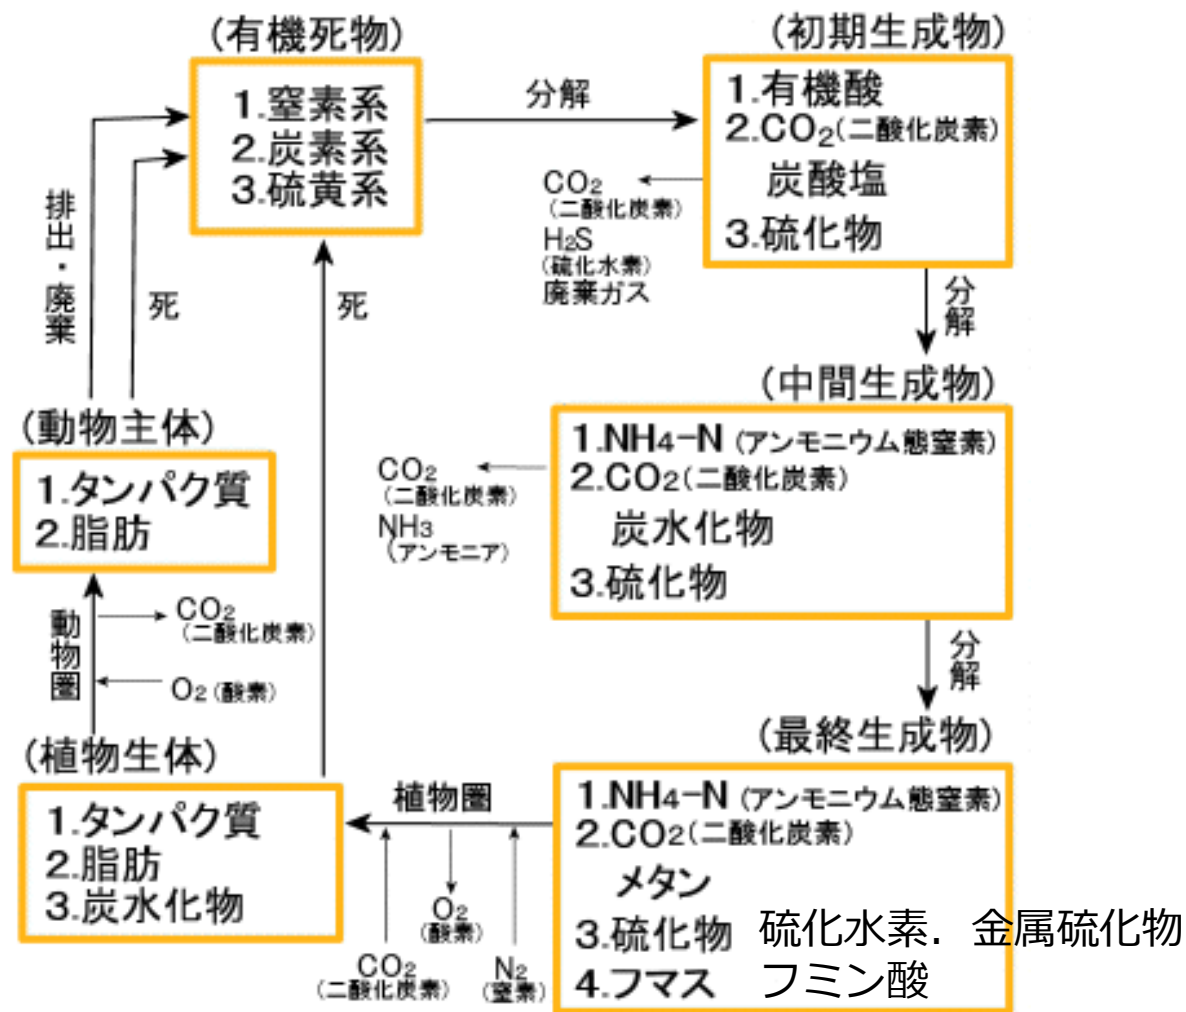 (有機死物)
1.窒素系
2.炭素系
3.硫黄系
分解
(初期生成物)
1.有機酸
2.CO2(二酸化炭素)
炭酸塩
3.硫化物
CO2
(二酸化炭素)
H2S
(硫化水素)
廃棄ガス
排出・廃棄
死
死
分解
(中間生成物)
1.NH4-N (アンモニウム態窒素)
2.CO2(二酸化炭素)
炭水化物
3.硫化物
CO2
(二酸化炭素)
NH3
(アンモニア)
(動物主体)
1.タンパク質
2.脂肪
動物圏
CO2
(二酸化炭素)
O2(酸素)
分解
(最終生成物)
1.NH4-N (アンモニウム態窒素)
2.CO2(二酸化炭素)
メタン
3.硫化物 硫化水素．金属硫化物
4.フマス フミン酸
(植物生体)
1.タンパク質
2.脂肪
3.炭水化物
植物圏
O2
(酸素)
CO2
(二酸化炭素)
N2
(窒素)